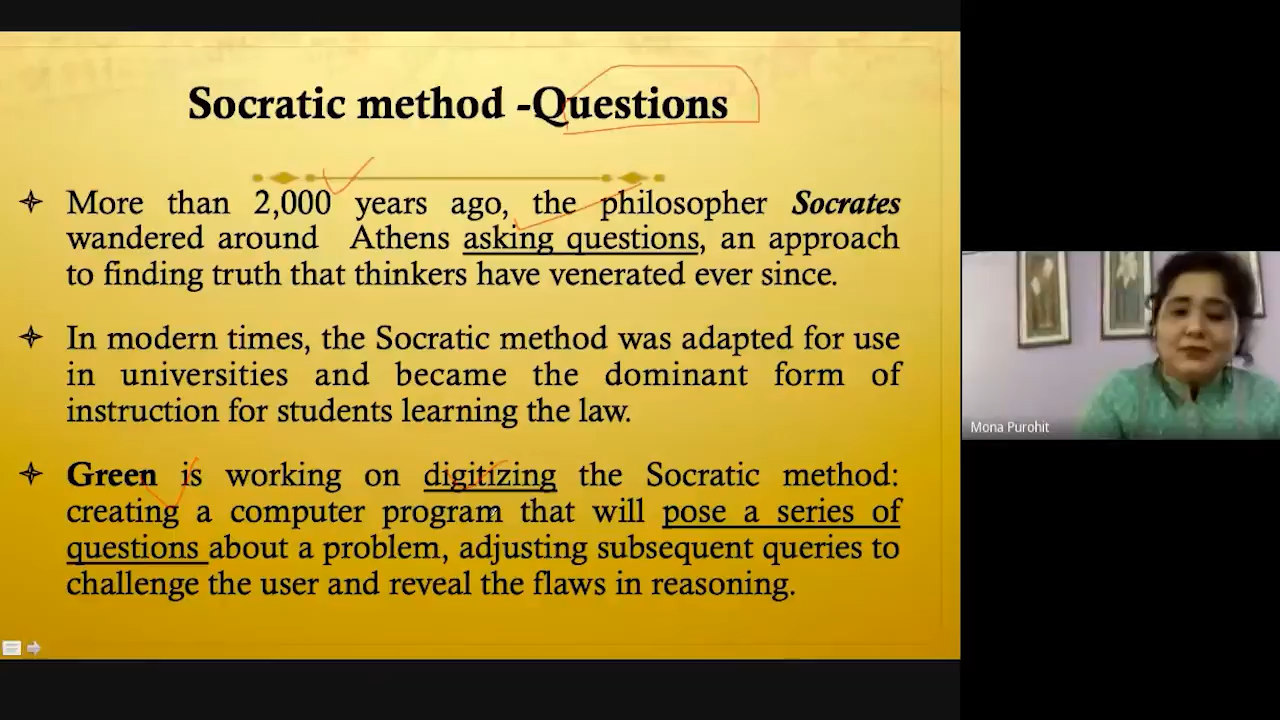 Socratic method -Questions
More than 2,000 years ago, the philosopher Socrates
wandered around Athens asking questions, an approach
to finding truth that thinkers have venerated ever since.
In modern times, the Socratic method was adapted for use
in universities and became the dominant form of
instruction for students learning the law.
Green is working on digitizing the Socratic method:
creating a computer program that will pose a series of
questions about a problem, adjusting subsequent queries to
challenge the user and reveal the flaws in reasoning.
Mona Purohit